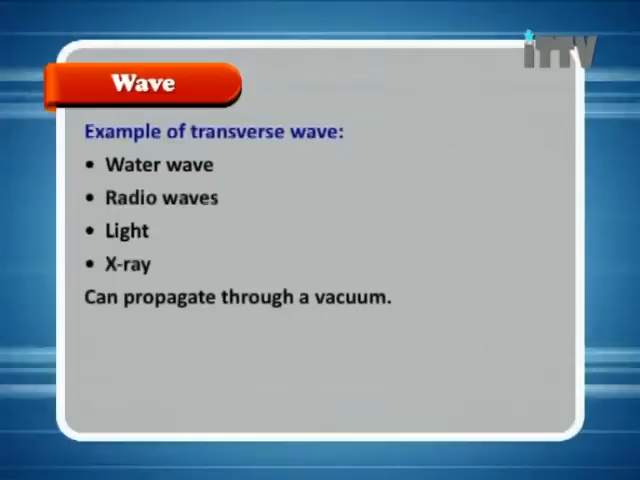 iTTV
Wave
Example of transverse wave:
• Water wave
• Radio waves
• Light
• X-ray
Can propagate through a vacuum.